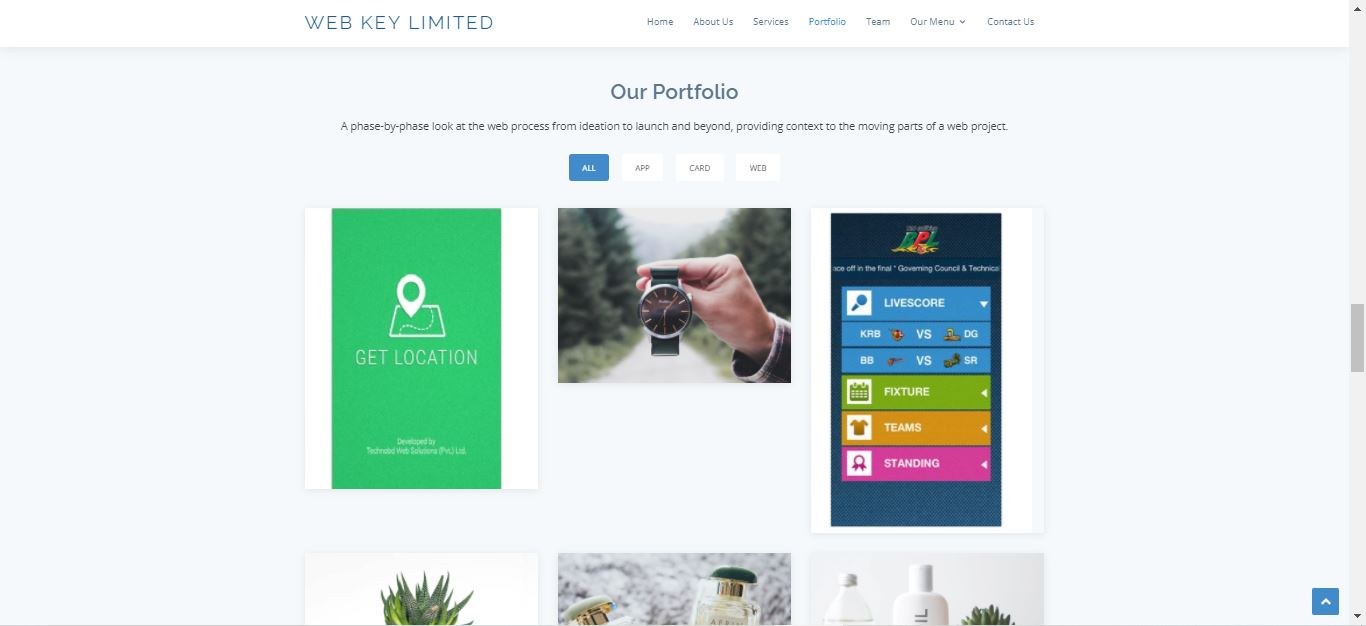 WEB KEY LIMITED
Home About Us Services Portfolio Team Our Menu Contact Us
Our Portfolio
A phase-by-phase look at the web process from ideation to launch and beyond, providing context to the moving parts of a web project.
ALL APP CARD WEB
GET LOCATION
Developed by
Technobd Web Solutions (Pvt.) Ltd.
BPL
ace off in the final * Governing Council & Technica
LIVESCORE
KRB VS DG
BB VS SR
FIXTURE
TEAMS
STANDING